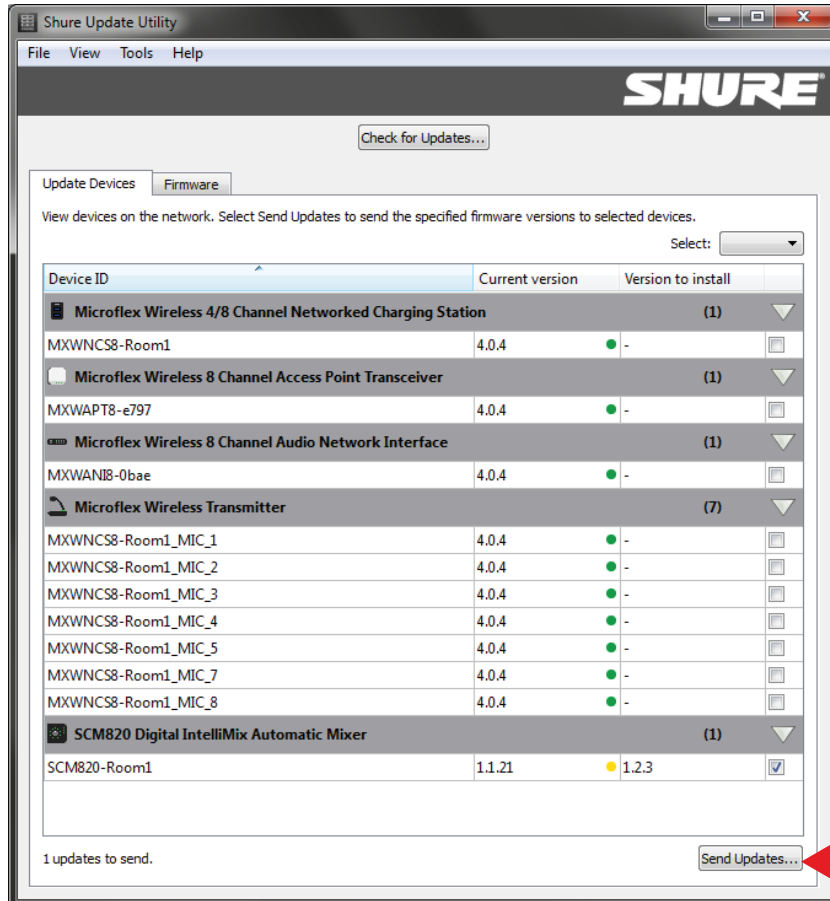 Shure Update Utility
File View Tools Help
SHURE
Check for Updates...
Update Devices Firmware
View devices on the network. Select Send Updates to send the specified firmware versions to selected devices.
Select:
Device ID Current version Version to install
Microflex Wireless 4/8 Channel Networked Charging Station (1)
MXWNCS8-Room1 4.0.4 -
Microflex Wireless 8 Channel Access Point Transceiver (1)
MXWAPT8-e797 4.0.4 -
Microflex Wireless 8 Channel Audio Network Interface (1)
MXWANI8-0bae 4.0.4 -
Microflex Wireless Transmitter (7)
MXWNCS8-Room1_MIC_1 4.0.4 -
MXWNCS8-Room1_MIC_2 4.0.4 -
MXWNCS8-Room1_MIC_3 4.0.4 -
MXWNCS8-Room1_MIC_4 4.0.4 -
MXWNCS8-Room1_MIC_5 4.0.4 -
MXWNCS8-Room1_MIC_7 4.0.4 -
MXWNCS8-Room1_MIC_8 4.0.4 -
SCM820 Digital IntelliMix Automatic Mixer (1)
SCM820-Room1 1.1.21 1.2.3
1 updates to send. Send Updates...